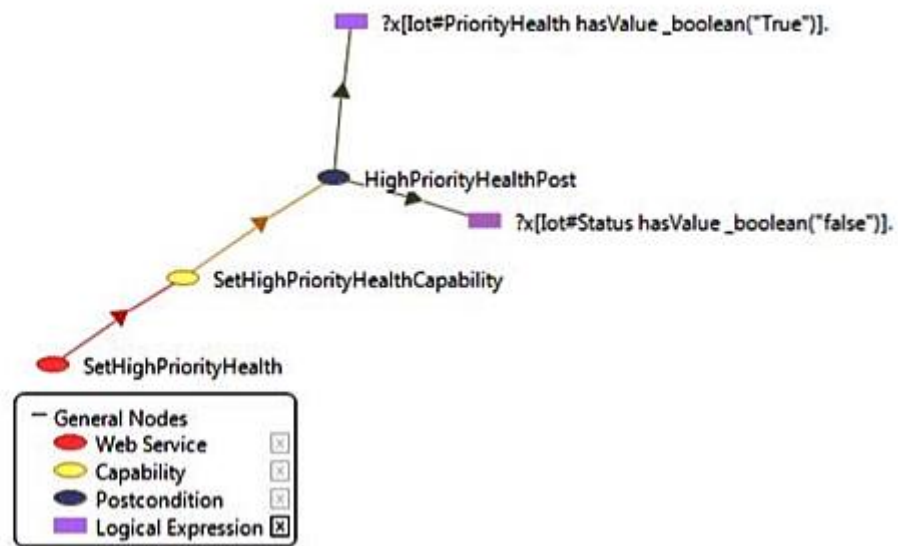 ?x[Iot#PriorityHealth hasValue _boolean("True")].
HighPriorityHealthPost
?x[Iot#Status hasValue _boolean("false")].
SetHighPriorityHealthCapability
SetHighPriorityHealth
General Nodes
Web Service
Capability
Postcondition
Logical Expression